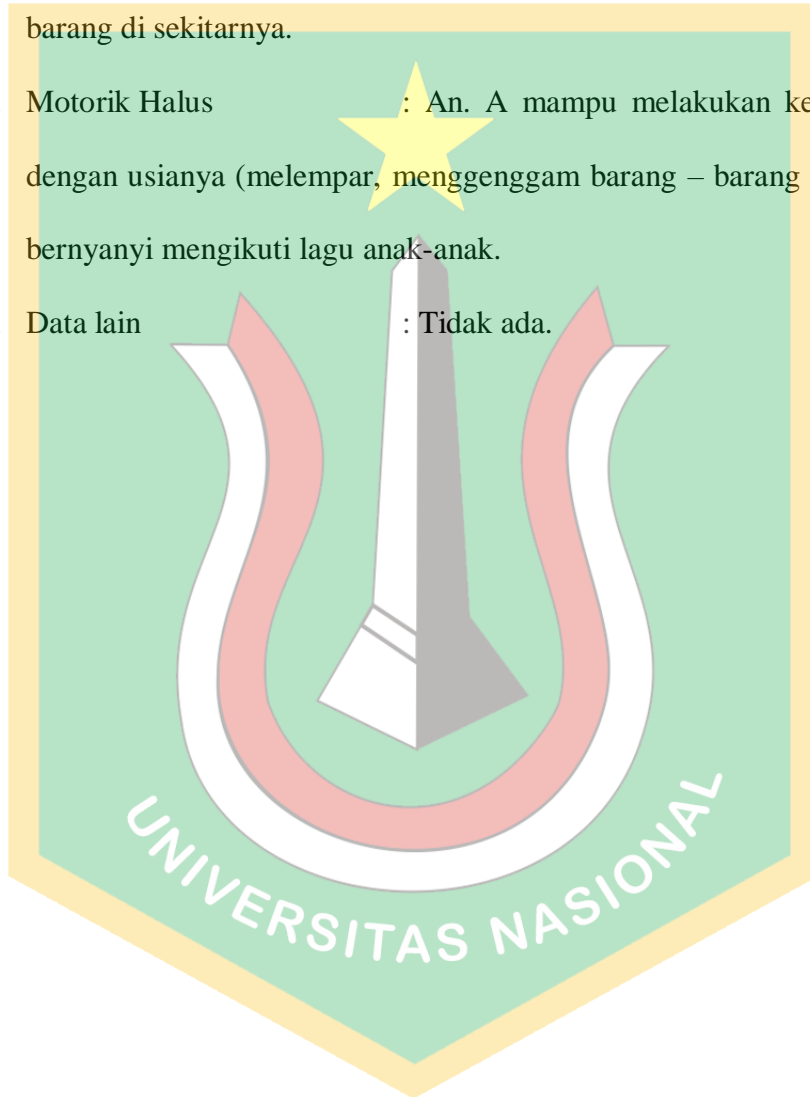 barang di sekitarnya.
Motorik Halus : An. A mampu melakukan
dengan usianya (melempar, menggenggam barang – barang
bernyanyi mengikuti lagu anak-anak.
Data lain : Tidak ada.
UNIVERSITAS NASIONAL